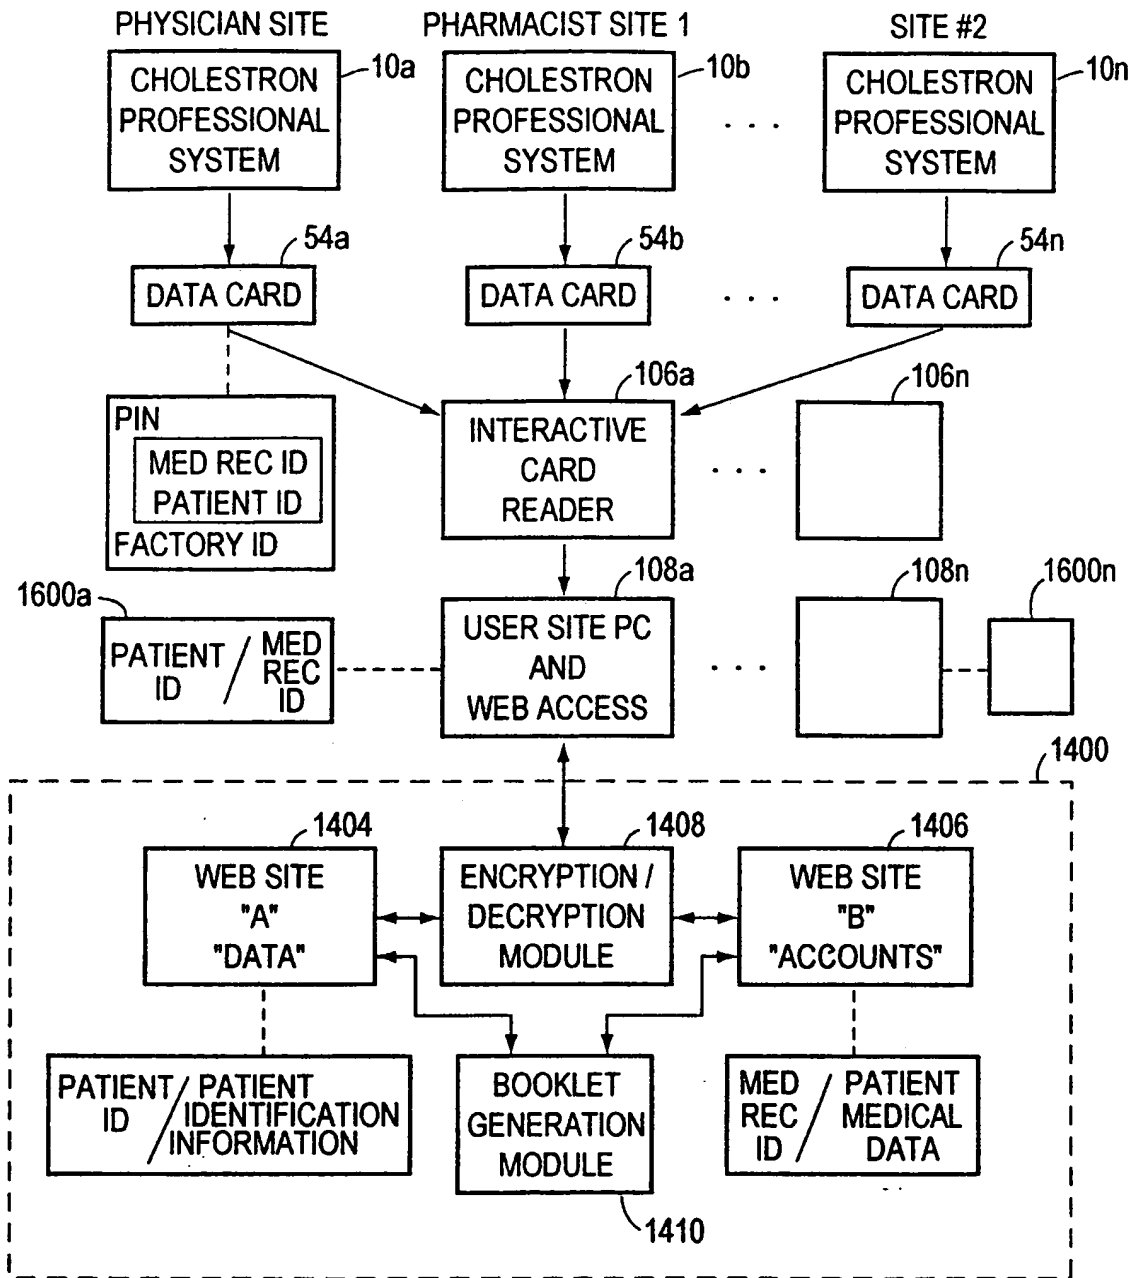 PHYSICIAN SITE
PHARMACIST SITE 1
SITE #2
CHOLESTRON
PROFESSIONAL
SYSTEM
10a
CHOLESTRON
PROFESSIONAL
SYSTEM
10b
. . .
CHOLESTRON
PROFESSIONAL
SYSTEM
10n
54a
DATA CARD
54b
DATA CARD
. . .
54n
DATA CARD
PIN
MED REC ID
PATIENT ID
FACTORY ID
106a
INTERACTIVE
CARD
READER
. . .
106n
1600a
PATIENT
ID
/
MED
REC
ID
108a
USER SITE PC
AND
WEB ACCESS
. . .
108n
1600n
1400
1404
WEB SITE
"A"
"DATA"
1408
ENCRYPTION /
DECRYPTION
MODULE
1406
WEB SITE
"B"
"ACCOUNTS"
PATIENT
ID
/
PATIENT
IDENTIFICATION
INFORMATION
BOOKLET
GENERATION
MODULE
1410
MED
REC
ID
/
PATIENT
MEDICAL
DATA